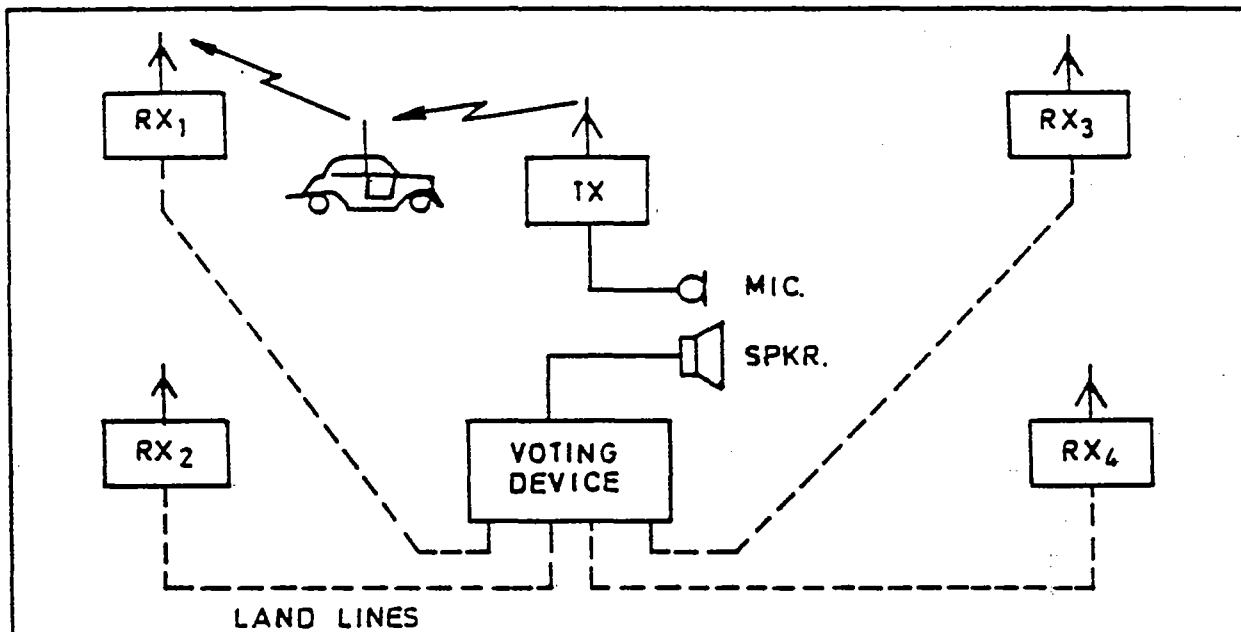 RX1
RX3
TX
MIC.
SPKR.
RX2
VOTING
DEVICE
RX4
LAND LINES